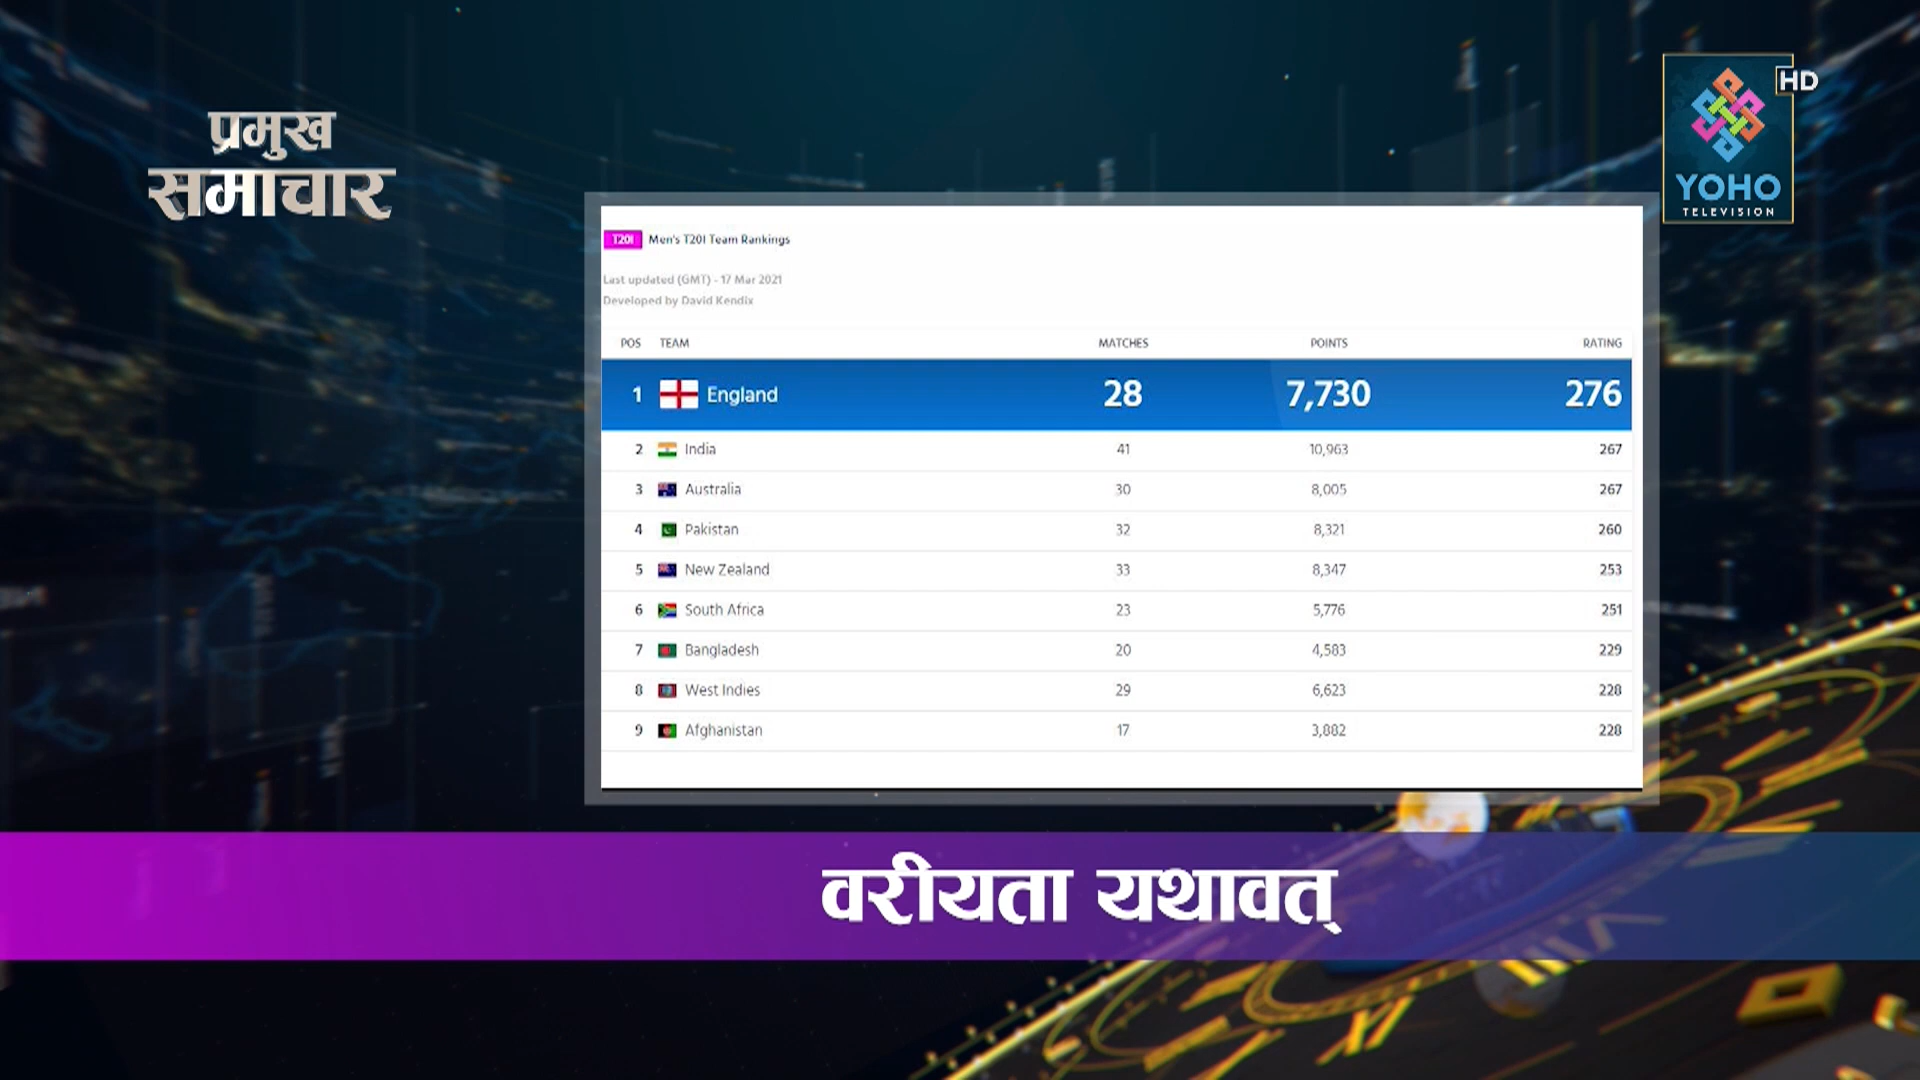 प्रमुख
समाचार
HD
YOHO
TELEVISION
T20I Men's T20I Team Rankings
Last updated (GMT) - 17 Mar 2021
Developed by David Kendix
POS TEAM MATCHES POINTS RATING
1 England 28 7,730 276
2 India 41 10,963 267
3 Australia 30 8,005 267
4 Pakistan 32 8,321 260
5 New Zealand 33 8,347 253
6 South Africa 23 5,776 251
7 Bangladesh 20 4,583 229
8 West Indies 29 6,623 228
9 Afghanistan 17 3,882 228
वरीयता यथावत्